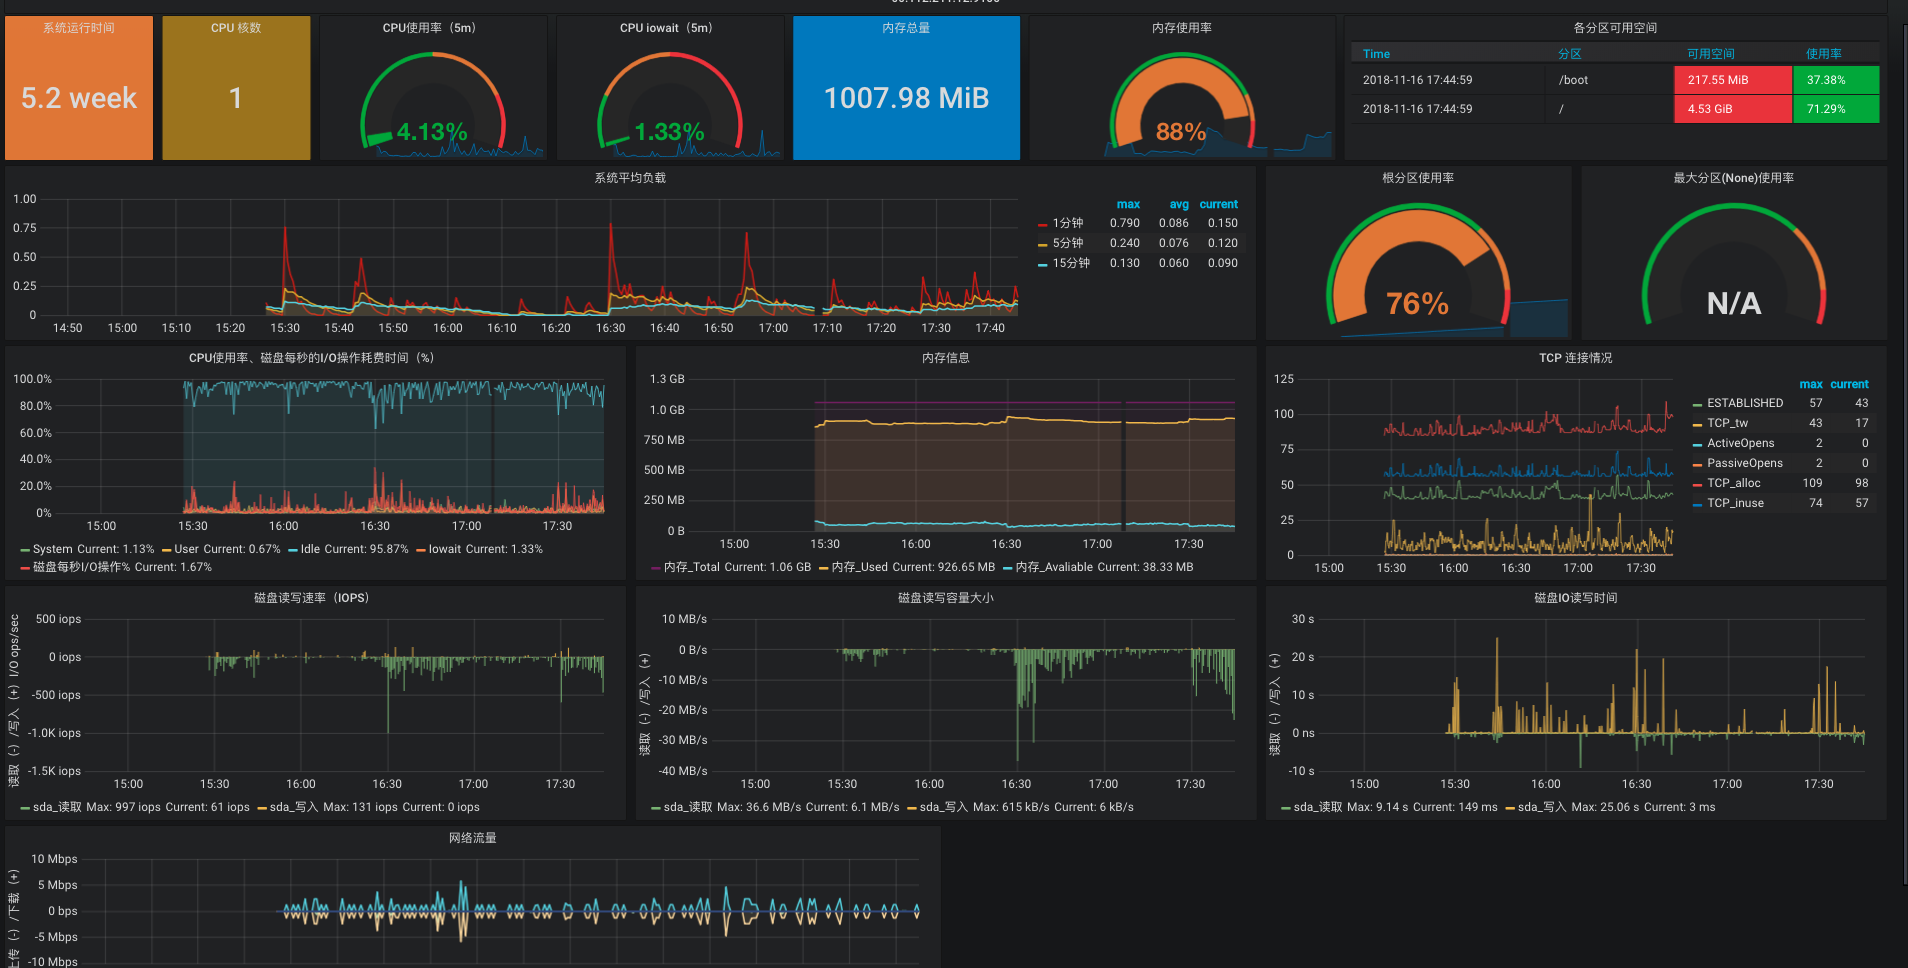 系统运行时间
5.2 week
CPU 核数
1
CPU使用率（5m）
4.13%
CPU iowait（5m）
1.33%
内存总量
1007.98 MiB
内存使用率
88%
各分区可用空间
Time 分区 可用空间 使用率
2018-11-16 17:44:59 /boot 217.55 MiB 37.38%
2018-11-16 17:44:59 / 4.53 GiB 71.29%
系统平均负载
1.00
0.75
0.50
0.25
0
14:50 15:00 15:10 15:20 15:30 15:40 15:50 16:00 16:10 16:20 16:30 16:40 16:50 17:00 17:10 17:20 17:30 17:40
max avg current
1分钟 0.790 0.086 0.150
5分钟 0.240 0.076 0.120
15分钟 0.130 0.060 0.090
根分区使用率
76%
最大分区(None)使用率
N/A
CPU使用率、磁盘每秒的I/O操作耗费时间（%）
100.0%
80.0%
60.0%
40.0%
20.0%
0%
15:00 15:30 16:00 16:30 17:00 17:30
System Current: 1.13% User Current: 0.67% Idle Current: 95.87% Iowait Current: 1.33%
磁盘每秒I/O操作% Current: 1.67%
内存信息
1.3 GB
1.0 GB
750 MB
500 MB
250 MB
0 B
15:00 15:30 16:00 16:30 17:00 17:30
内存_Total Current: 1.06 GB 内存_Used Current: 926.65 MB 内存_Avaliable Current: 38.33 MB
TCP 连接情况
125
100
75
50
25
0
15:00 15:30 16:00 16:30 17:00 17:30
max current
ESTABLISHED 57 43
TCP_tw 43 17
ActiveOpens 2 0
PassiveOpens 2 0
TCP_alloc 109 98
TCP_inuse 74 57
磁盘读写速率（IOPS）
读取（-）/写入（+）I/O ops/sec
500 iops
0 iops
-500 iops
-1.0K iops
-1.5K iops
15:00 15:30 16:00 16:30 17:00 17:30
sda_读取 Max: 997 iops Current: 61 iops sda_写入 Max: 131 iops Current: 0 iops
磁盘读写容量大小
读取（-）/写入（+）
10 MB/s
0 B/s
-10 MB/s
-20 MB/s
-30 MB/s
-40 MB/s
15:00 15:30 16:00 16:30 17:00 17:30
sda_读取 Max: 36.6 MB/s Current: 6.1 MB/s sda_写入 Max: 615 kB/s Current: 6 kB/s
磁盘IO读写时间
读取（-）/写入（+）
30 s
20 s
10 s
0 ns
-10 s
15:00 15:30 16:00 16:30 17:00 17:30
sda_读取 Max: 9.14 s Current: 149 ms sda_写入 Max: 25.06 s Current: 3 ms
网络流量
上传（-）/下载（+）
10 Mbps
5 Mbps
0 bps
-5 Mbps
-10 Mbps